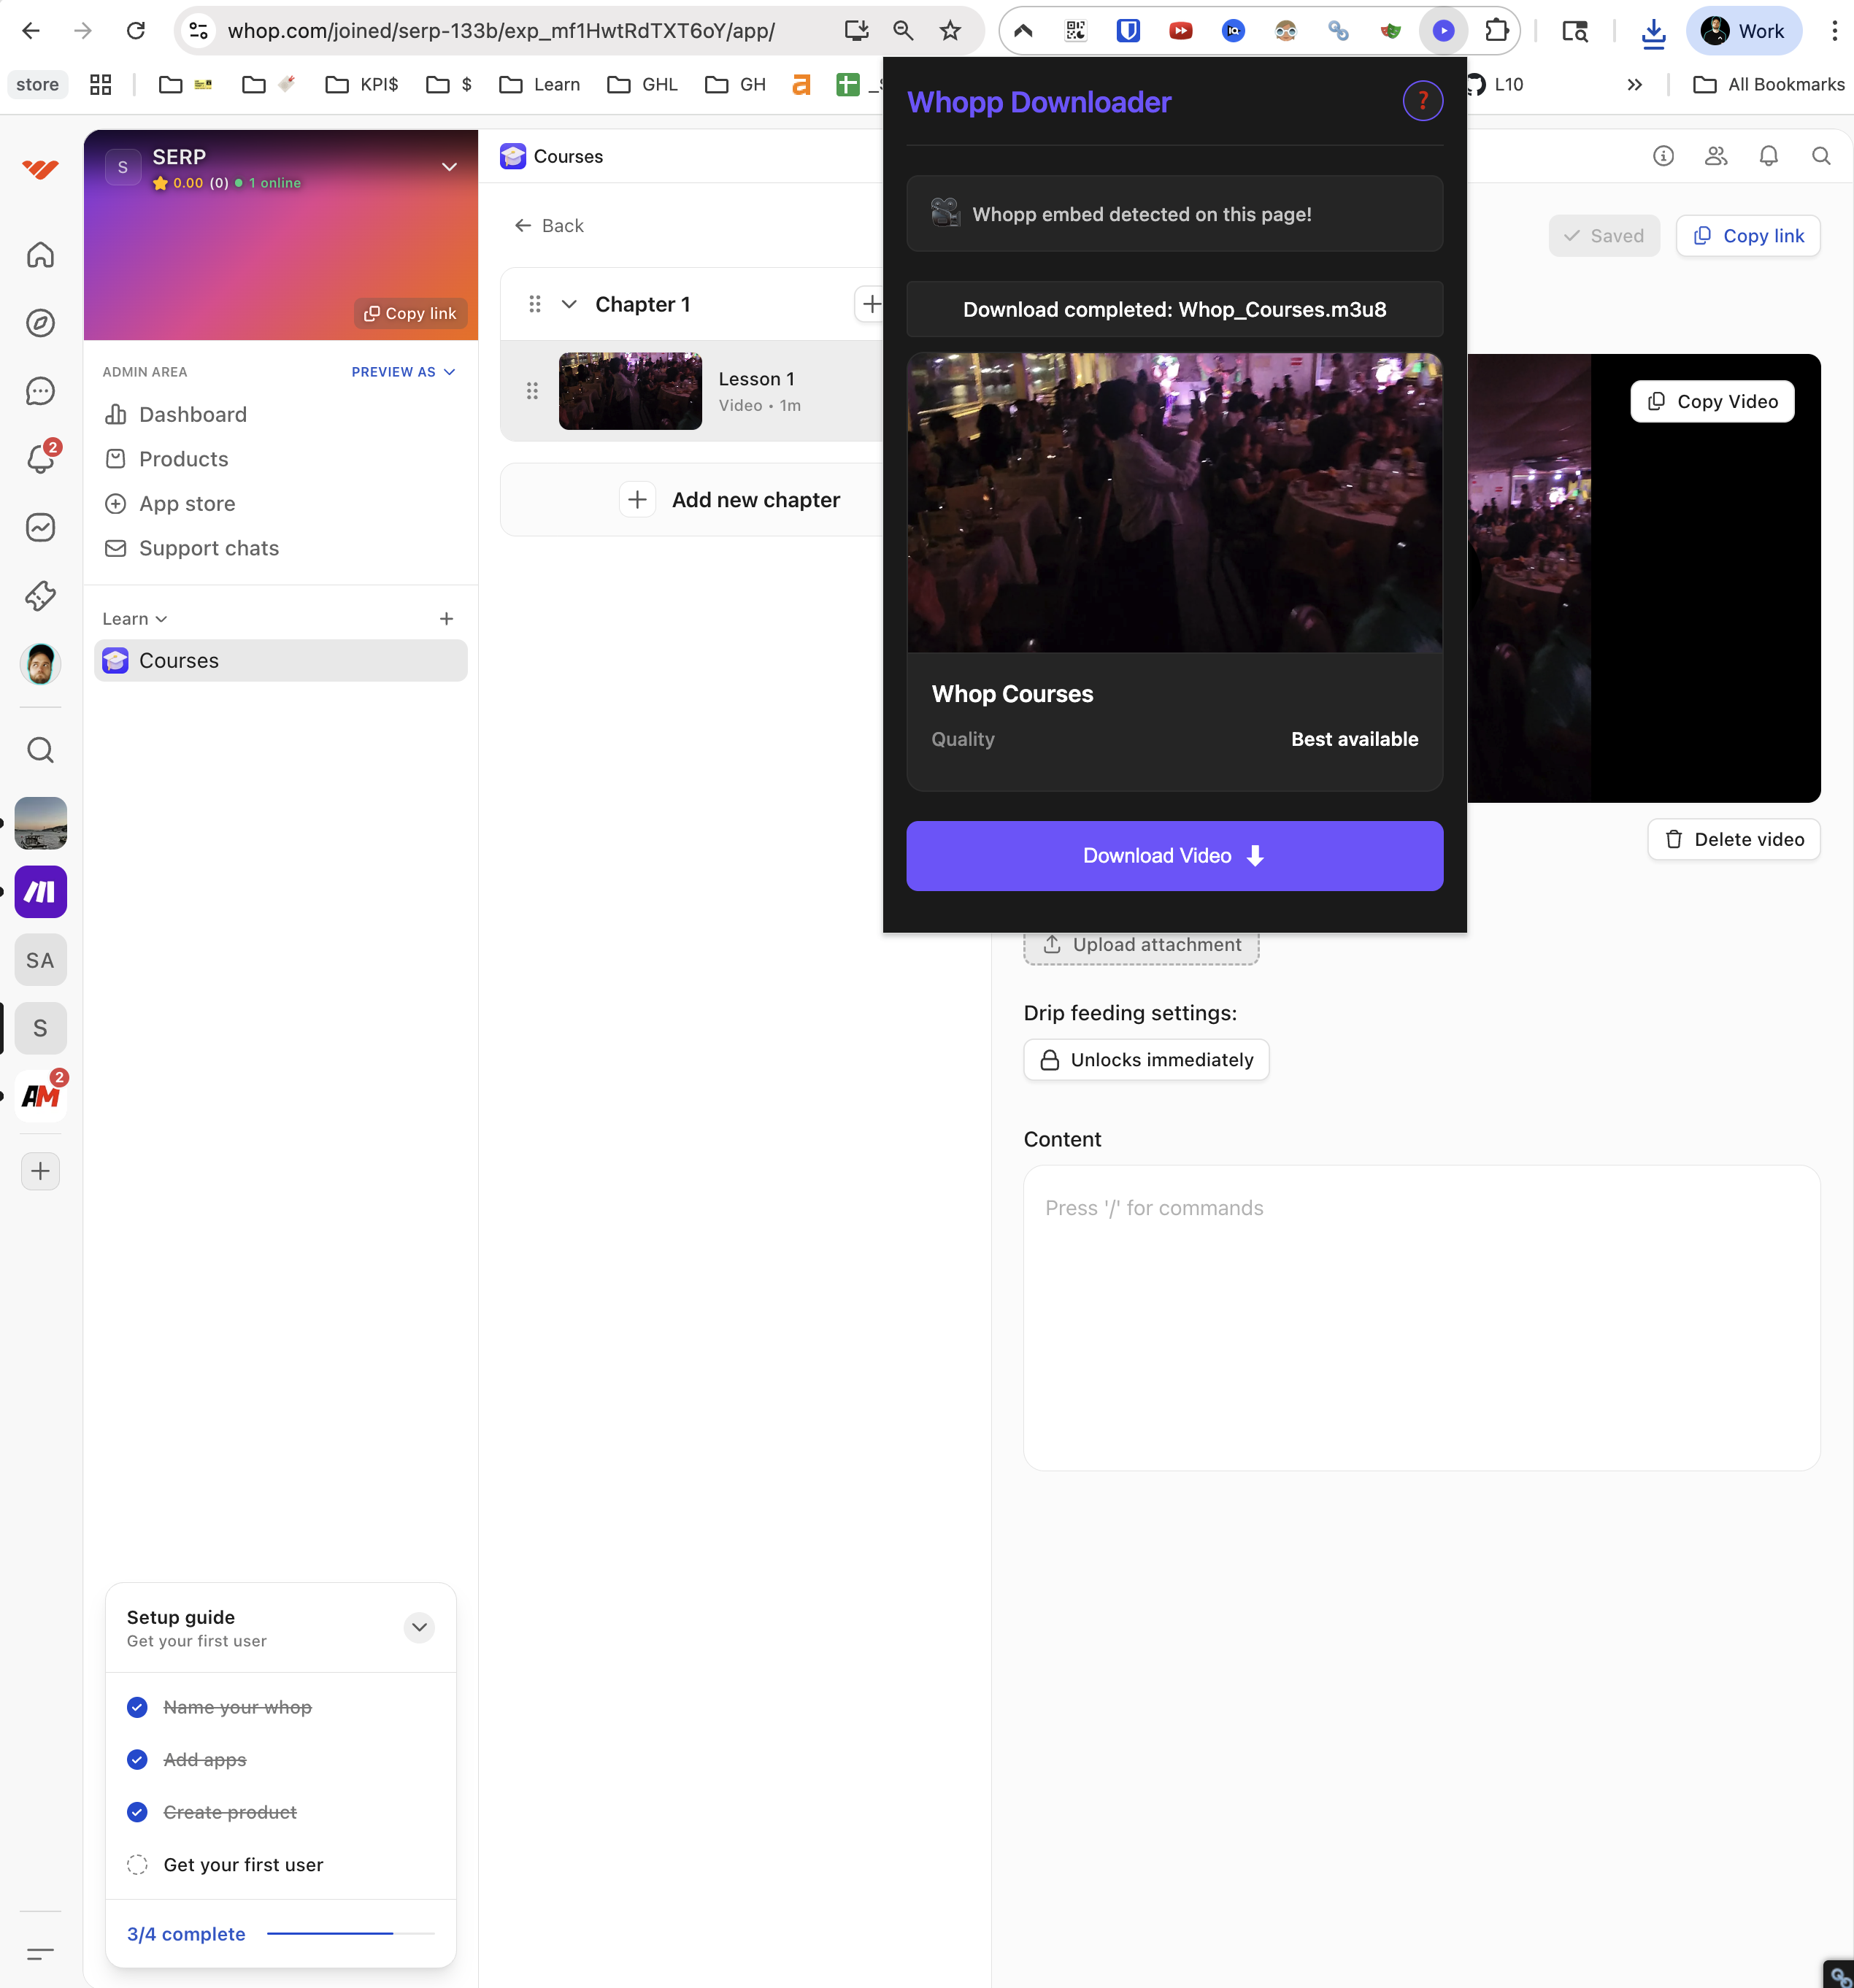 whop.com/joined/serp-133b/exp_mf1HwtRdTXT6oY/app/
Work
store
KPI$
$
Learn
GHL
GH
L10
All Bookmarks
S
SERP
0.00 (0) 1 online
Copy link
ADMIN AREA
PREVIEW AS
Dashboard
Products
App store
Support chats
Learn
Courses
2
SA
S
AM
2
Setup guide
Get your first user
Name your whop
Add apps
Create product
Get your first user
3/4 complete
Courses
Back
Chapter 1
Lesson 1
Video • 1m
Add new chapter
Whopp Downloader
?
Whopp embed detected on this page!
Download completed: Whop_Courses.m3u8
Whop Courses
Quality
Best available
Download Video
Saved
Copy link
Copy Video
Delete video
Upload attachment
Drip feeding settings:
Unlocks immediately
Content
Press '/' for commands